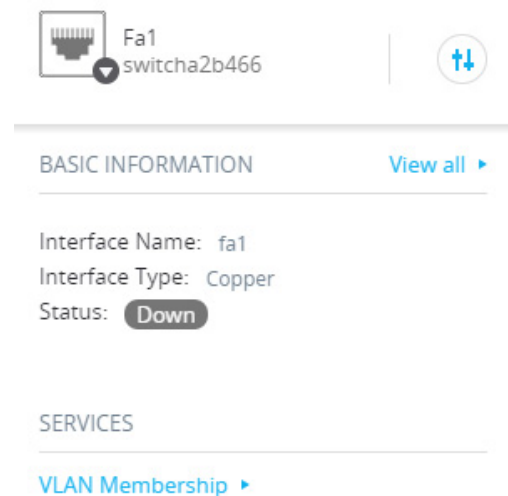 Fa1
switcha2b466
BASIC INFORMATION View all
Interface Name: fa1
Interface Type: Copper
Status: Down
SERVICES
VLAN Membership